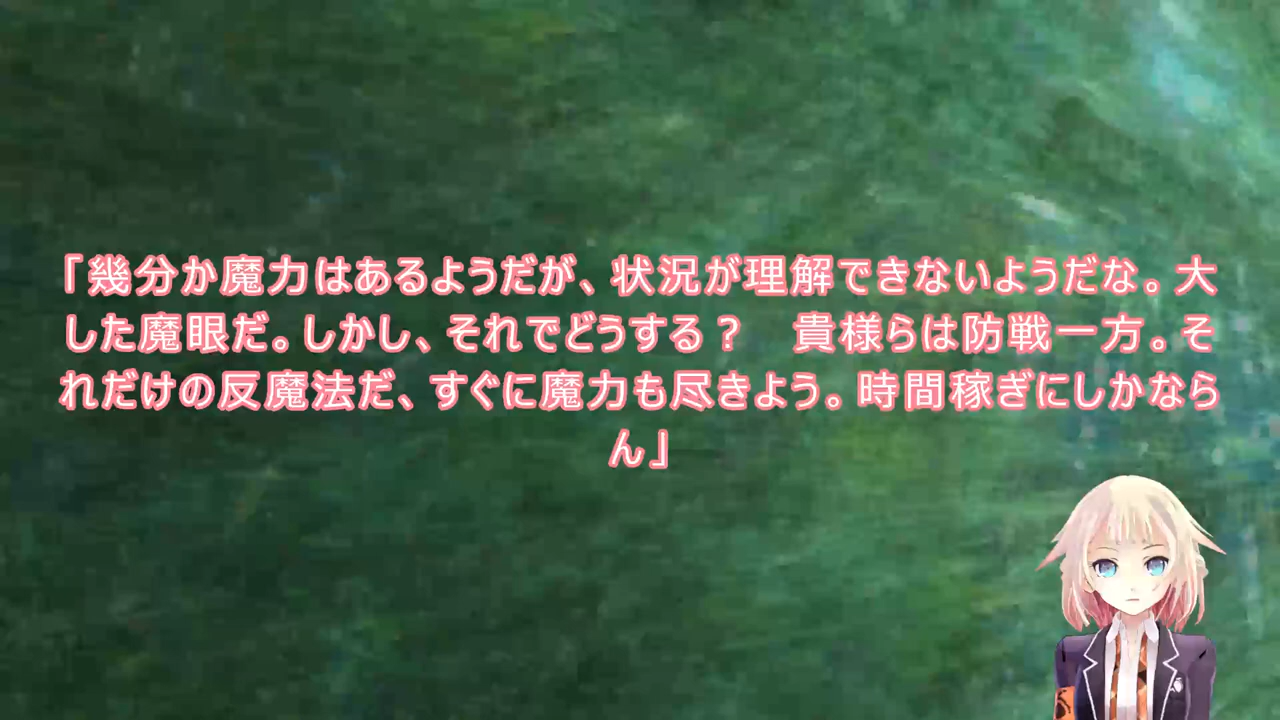 「幾分か魔力はあるようだが、状況が理解できないようだな。大
した魔眼だ。しかし、それでどうする？　貴様らは防戦一方。そ
れだけの反魔法だ、すぐに魔力も尽きよう。時間稼ぎにしかなら
ん」